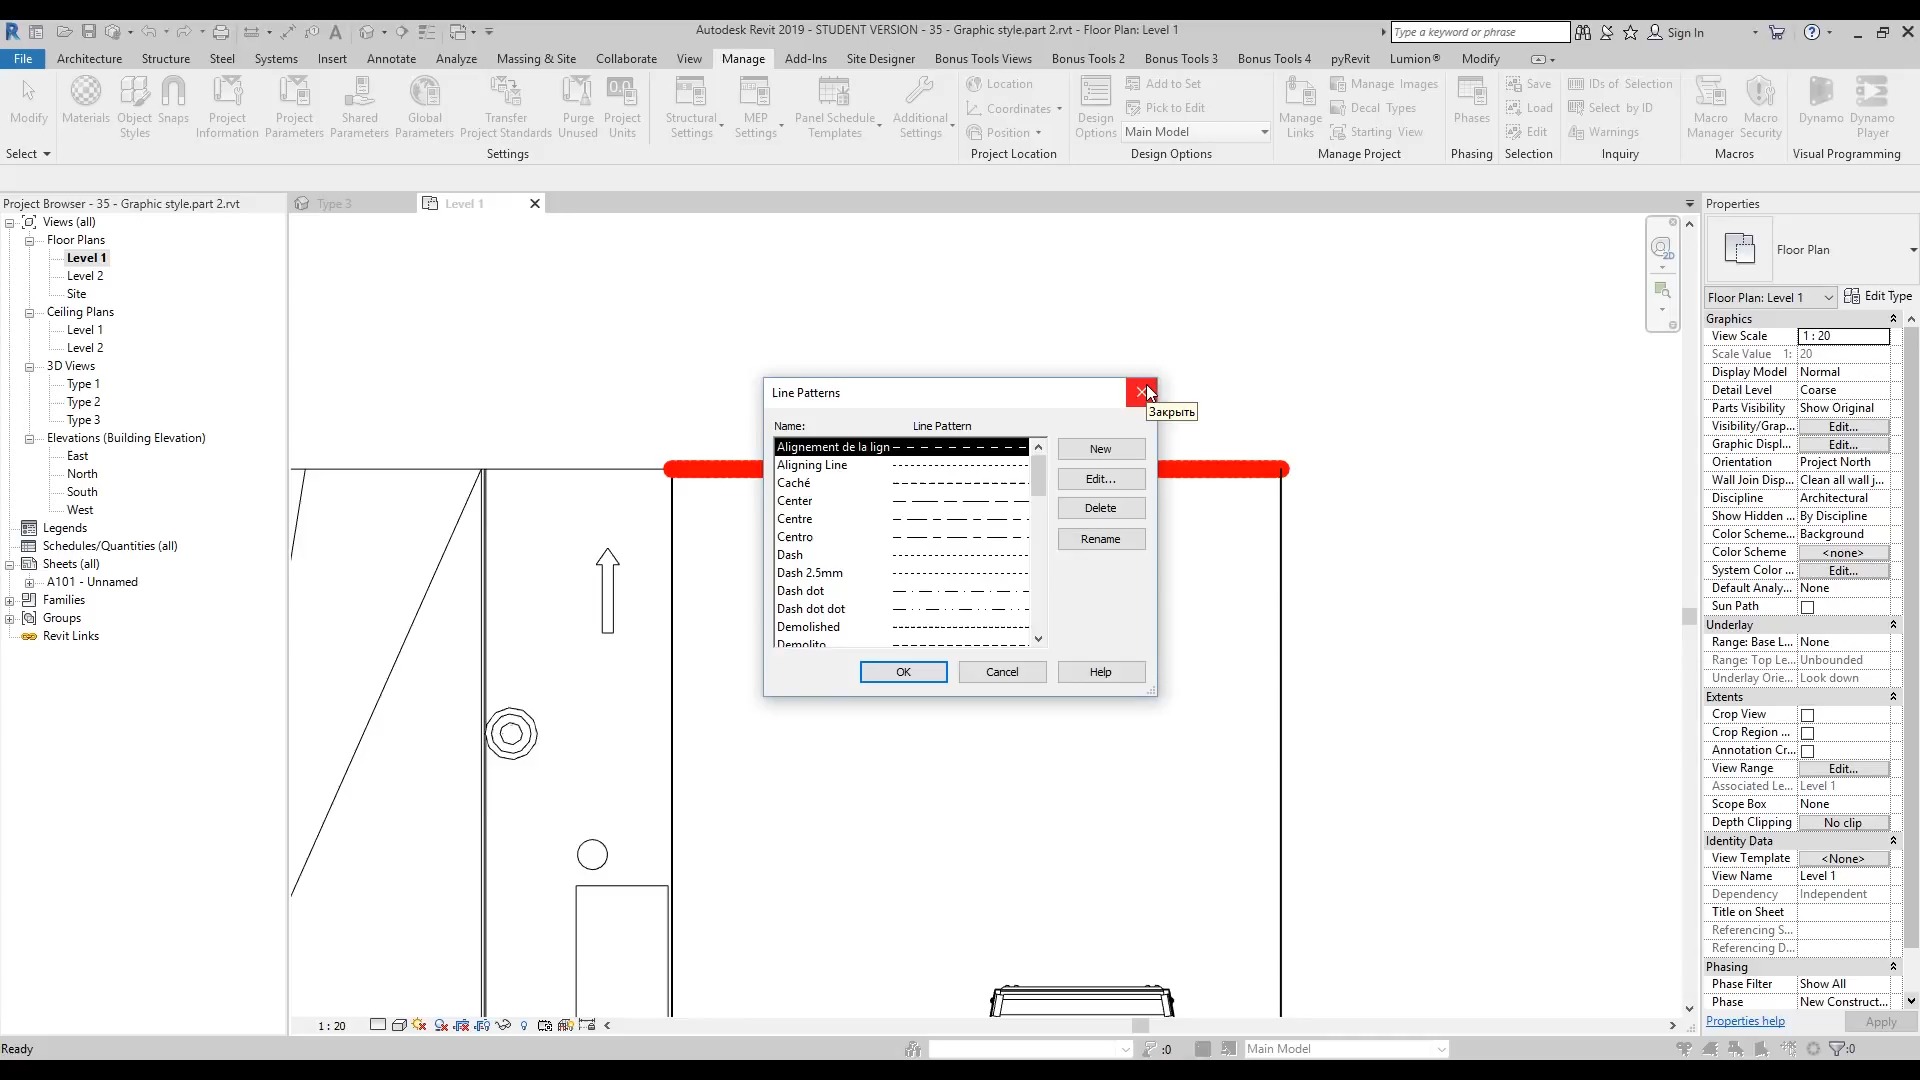 Autodesk Revit 2019 - STUDENT VERSION - 35 - Graphic style.part 2.rvt - Floor Plan: Level 1
Type a keyword or phrase
Sign In
File Architecture Structure Steel Systems Insert Annotate Analyze Massing & Site Collaborate View Manage Add-Ins Site Designer Bonus Tools Views Bonus Tools 2 Bonus Tools 3 Bonus Tools 4 pyRevit Lumion® Modify
Modify
Materials
Object Styles
Snaps
Project Information
Project Parameters
Shared Parameters
Global Parameters
Transfer Project Standards
Purge Unused
Project Units
Structural Settings
MEP Settings
Panel Schedule Templates
Additional Settings
Location
Coordinates
Position
Design Options
Add to Set
Pick to Edit
Main Model
Manage Links
Manage Images
Decal Types
Starting View
Phases
Save
Load
Edit
IDs of Selection
Select by ID
Warnings
Macro Manager
Macro Security
Dynamo
Dynamo Player
Select
Settings
Project Location
Design Options
Manage Project
Phasing
Selection
Inquiry
Macros
Visual Programming
Project Browser - 35 - Graphic style.part 2.rvt
Views (all)
Floor Plans
Level 1
Level 2
Site
Ceiling Plans
Level 1
Level 2
3D Views
Type 1
Type 2
Type 3
Elevations (Building Elevation)
East
North
South
West
Legends
Schedules/Quantities (all)
Sheets (all)
A101 - Unnamed
Families
Groups
Revit Links
Type 3
Level 1
2D
Line Patterns
Закрыть
Name: Line Pattern
Alignement de la lign
Aligning Line
Caché
Center
Centre
Centro
Dash
Dash 2.5mm
Dash dot
Dash dot dot
Demolished
Demolito
New
Edit...
Delete
Rename
OK
Cancel
Help
Properties
Floor Plan
Floor Plan: Level 1
Edit Type
Graphics
View Scale 1 : 20
Scale Value 1: 20
Display Model Normal
Detail Level Coarse
Parts Visibility Show Original
Visibility/Grap... Edit...
Graphic Displ... Edit...
Orientation Project North
Wall Join Disp... Clean all wall j...
Discipline Architectural
Show Hidden ... By Discipline
Color Scheme... Background
Color Scheme <none>
System Color ... Edit...
Default Analy... None
Sun Path
Underlay
Range: Base L... None
Range: Top Le... Unbounded
Underlay Orie... Look down
Extents
Crop View
Crop Region ...
Annotation Cr...
View Range Edit...
Associated Le... Level 1
Scope Box None
Depth Clipping No clip
Identity Data
View Template <None>
View Name Level 1
Dependency Independent
Title on Sheet
Referencing S...
Referencing D...
Phasing
Phase Filter Show All
Phase New Construct...
Properties help
Apply
1 : 20
Ready
:0
Main Model
:0